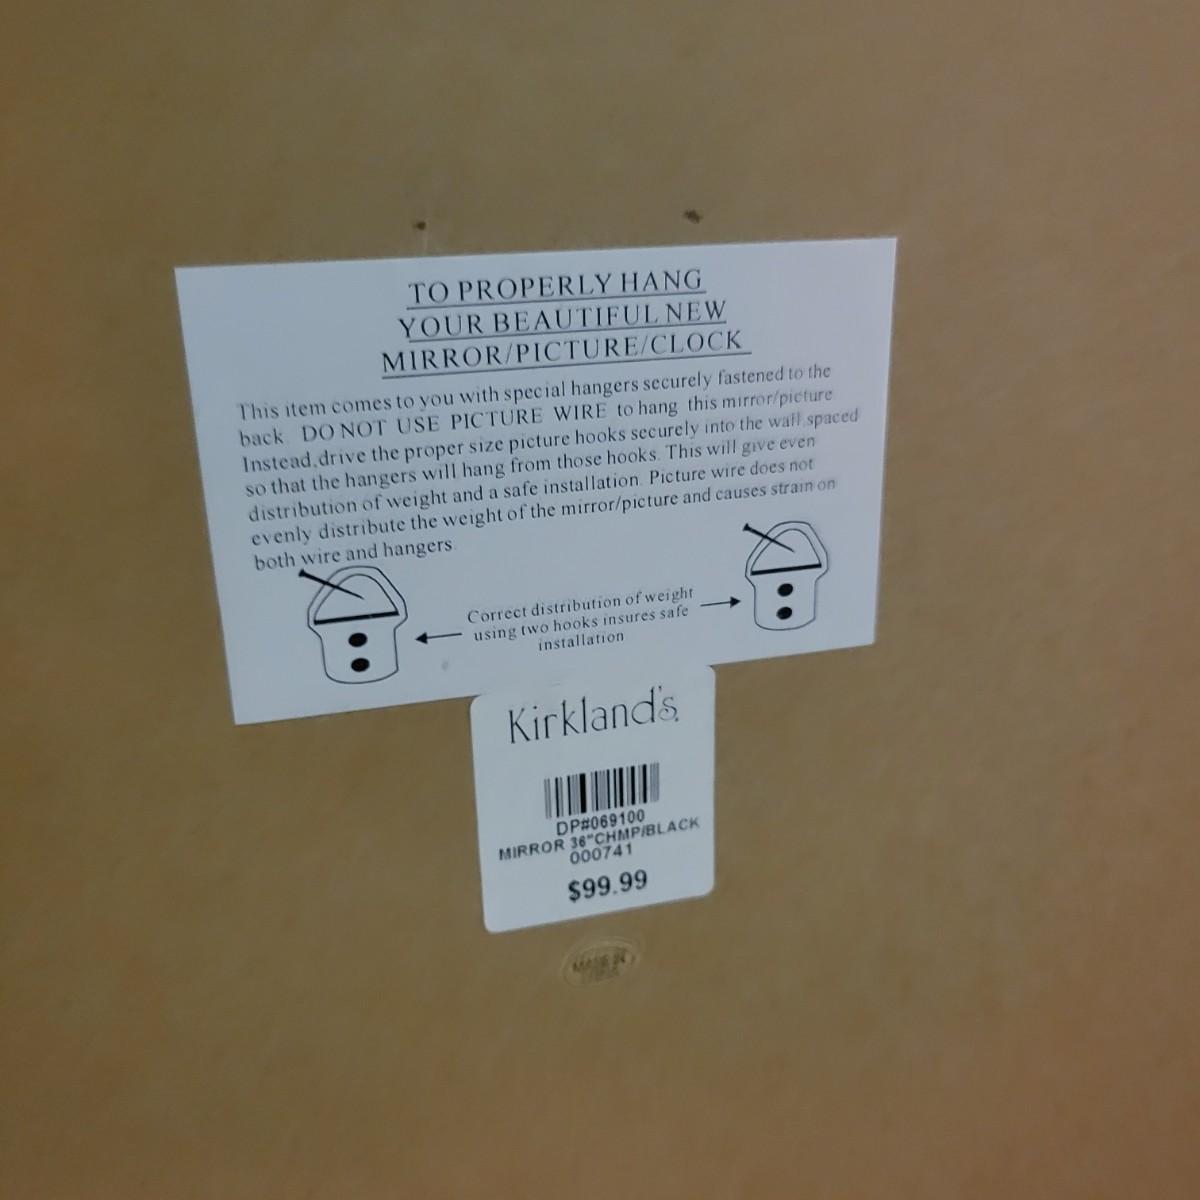 TO PROPERLY HANG
YOUR BEAUTIFUL NEW
MIRROR/PICTURE/CLOCK
This item comes to you with special hangers securely fastened to the
back. DO NOT USE PICTURE WIRE to hang this mirror/picture
Instead, drive the proper size picture hooks securely into the wall spaced
so that the hangers will hang from those hooks. This will give even
distribution of weight and a safe installation. Picture wire does not
evenly distribute the weight of the mirror/picture and causes strain on
both wire and hangers.
Correct distribution of weight
using two hooks insures safe
installation
Kirkland's
DP#069100
MIRROR 36"CHMP/BLACK
000741
$99.99
MADE IN